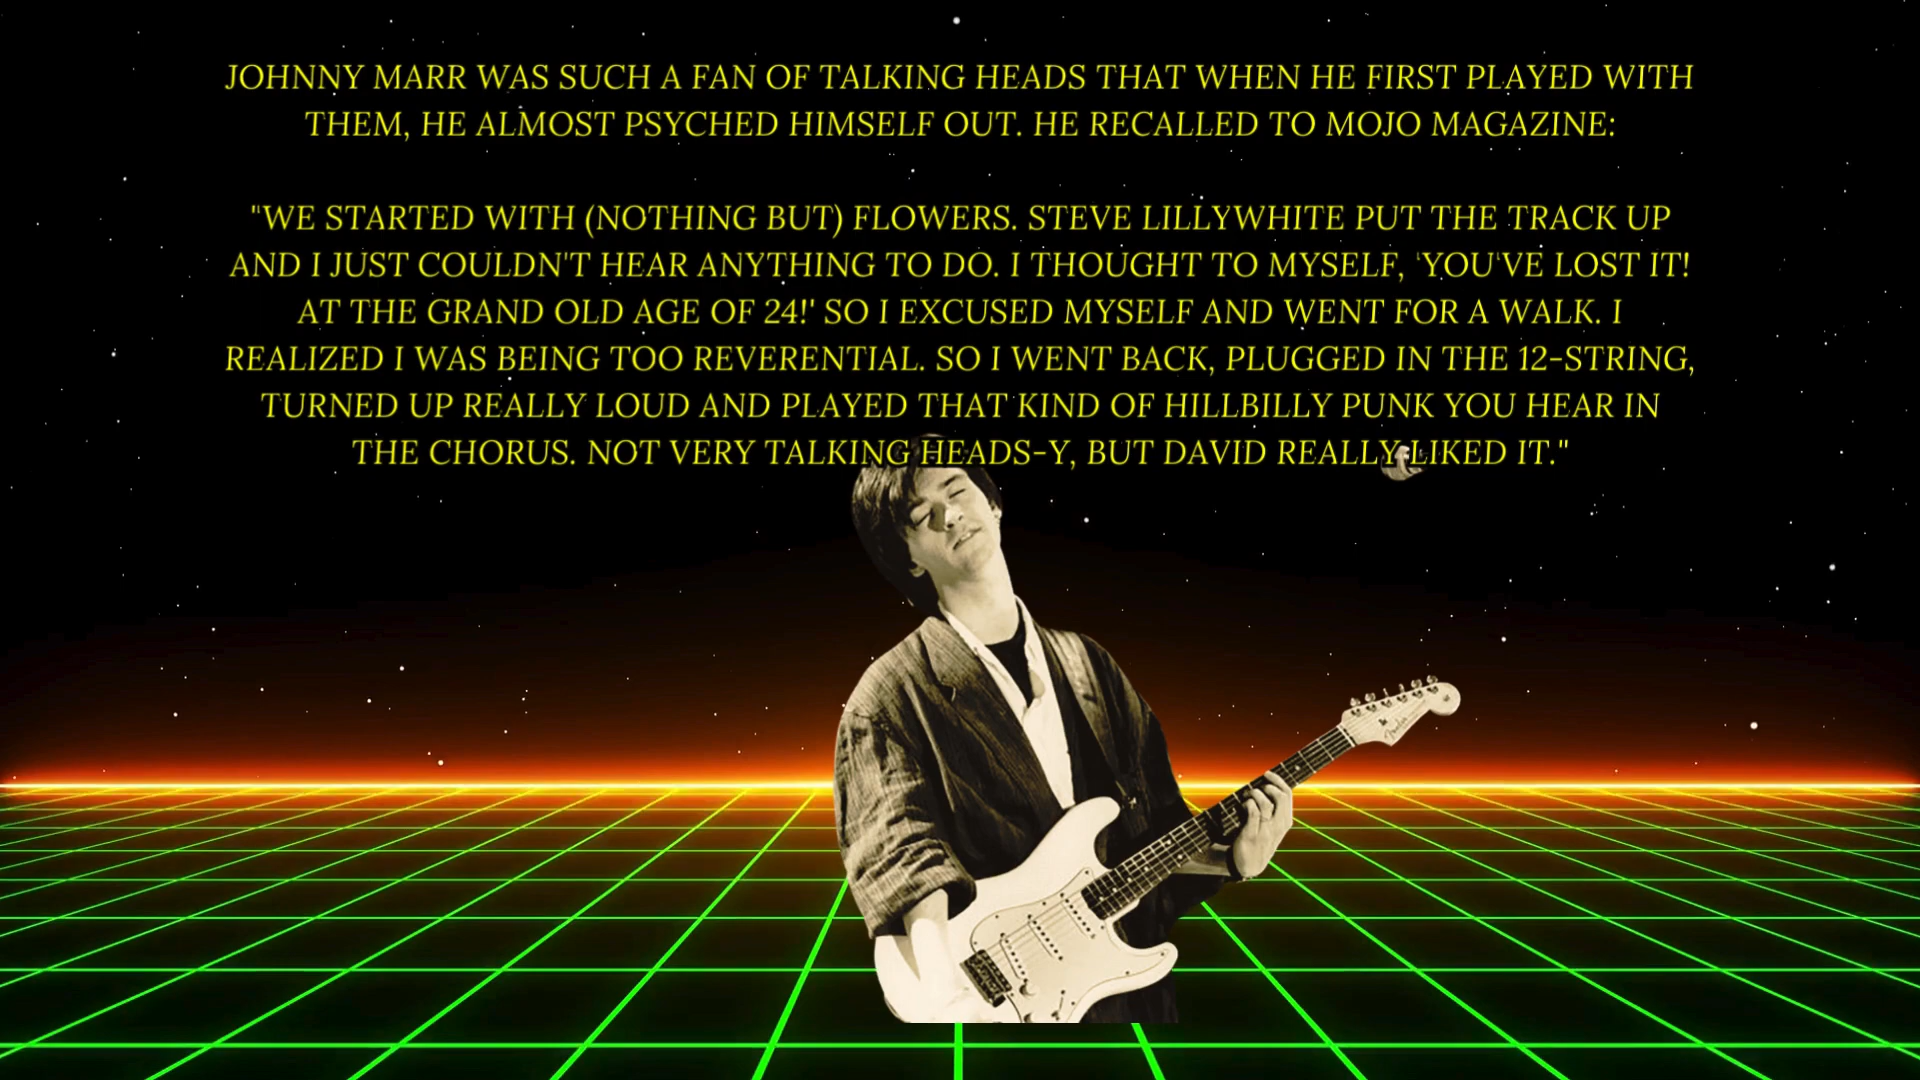 JOHNNY MARR WAS SUCH A FAN OF TALKING HEADS THAT WHEN HE FIRST PLAYED WITH
THEM, HE ALMOST PSYCHED HIMSELF OUT. HE RECALLED TO MOJO MAGAZINE:
"WE STARTED WITH (NOTHING BUT) FLOWERS. STEVE LILLYWHITE PUT THE TRACK UP
AND I JUST COULDN'T HEAR ANYTHING TO DO. I THOUGHT TO MYSELF, 'YOU'VE LOST IT!
AT THE GRAND OLD AGE OF 24!' SO I EXCUSED MYSELF AND WENT FOR A WALK. I
REALIZED I WAS BEING TOO REVERENTIAL. SO I WENT BACK, PLUGGED IN THE 12-STRING,
TURNED UP REALLY LOUD AND PLAYED THAT KIND OF HILLBILLY PUNK YOU HEAR IN
THE CHORUS. NOT VERY TALKING HEADS-Y, BUT DAVID REALLY LIKED IT."
Fender